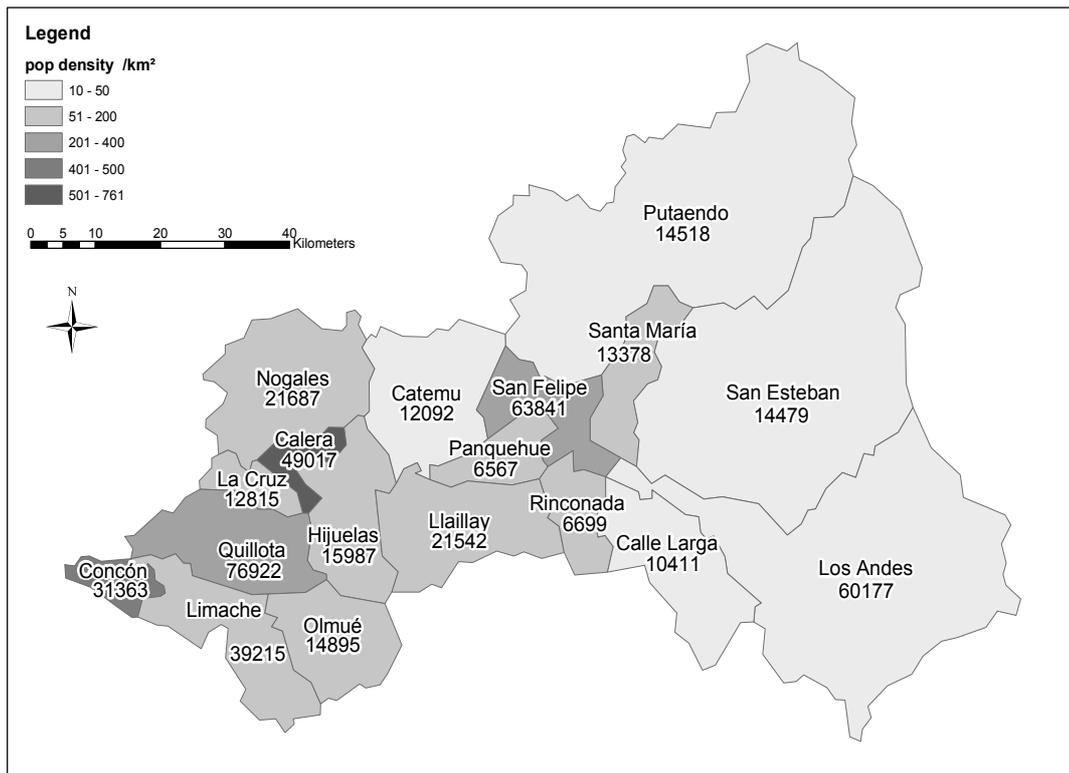 Legend
pop density /km²
10 - 50
51 - 200
201 - 400
401 - 500
501 - 761
0 5 10 20 30 40
Kilometers
N
Putaendo
14518
Santa María
13378
San Esteban
14479
Nogales
21687
Catemu
12092
San Felipe
63841
Calera
49017
Panquehue
6567
La Cruz
12815
Rinconada
6699
Llaillay
21542
Hijuelas
15987
Quillota
76922
Calle Larga
10411
Los Andes
60177
Concón
31363
Limache
39215
Olmué
14895